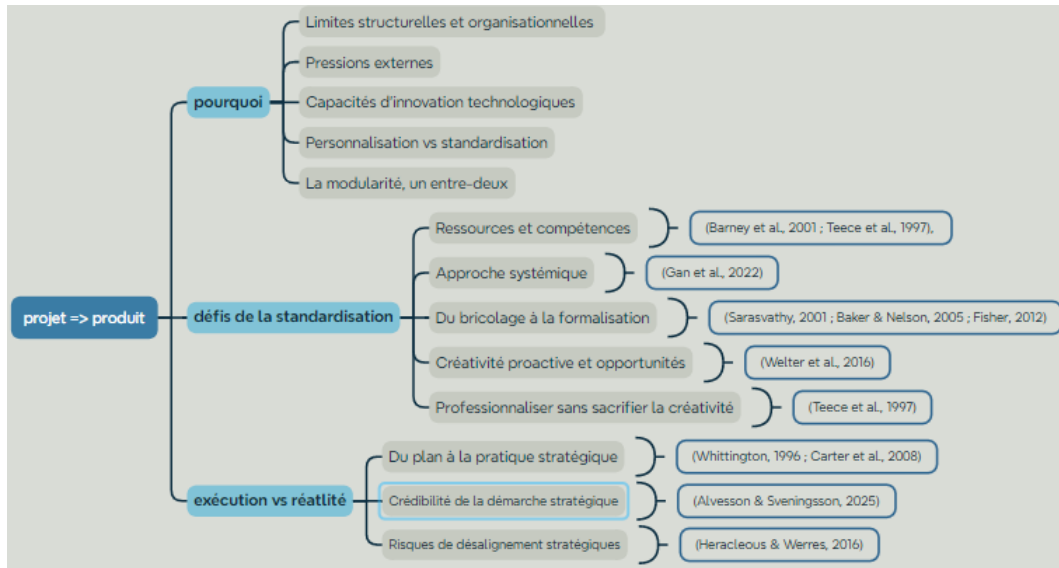 projet => produit
pourquoi
Limites structurelles et organisationnelles
Pressions externes
Capacités d'innovation technologiques
Personnalisation vs standardisation
La modularité, un entre-deux
défis de la standardisation
Ressources et compétences
(Barney et al., 2001 ; Teece et al., 1997),
Approche systémique
(Gan et al., 2022)
Du bricolage à la formalisation
(Sarasvathy, 2001 ; Baker & Nelson, 2005 ; Fisher, 2012)
Créativité proactive et opportunités
(Welter et al., 2016)
Professionnaliser sans sacrifier la créativité
(Teece et al., 1997)
exécution vs réatlité
Du plan à la pratique stratégique
(Whittington, 1996 ; Carter et al., 2008)
Crédibilité de la démarche stratégique
(Alvesson & Sveningsson, 2025)
Risques de désalignement stratégiques
(Heracleous & Werres, 2016)